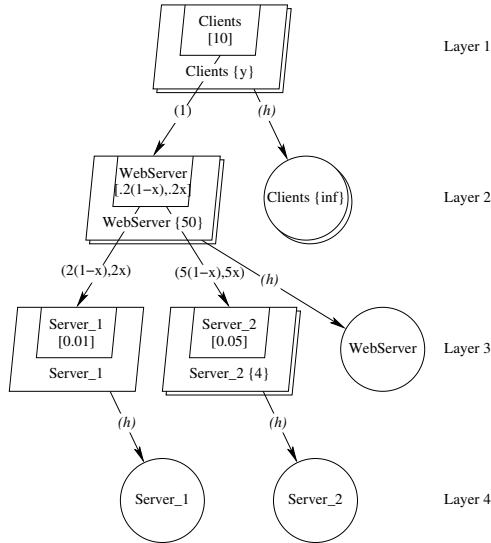 Clients
[10]
Clients {y}
Layer 1
(1)
(h)
WebServer
[.2(1−x),.2x]
WebServer {50}
Clients {inf}
Layer 2
(2(1−x),2x)
(5(1−x),5x)
(h)
Server_1
[0.01]
Server_1
Server_2
[0.05]
Server_2 {4}
WebServer
Layer 3
(h)
(h)
Server_1
Server_2
Layer 4